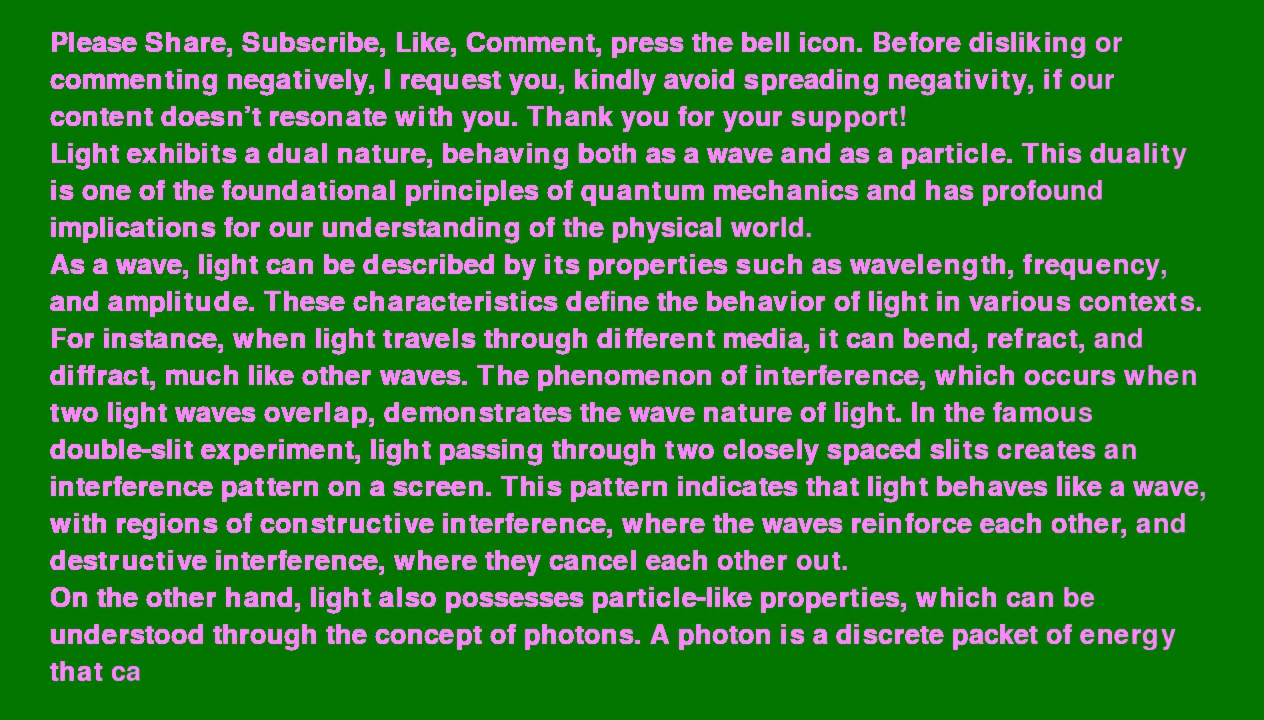 Please Share, Subscribe, Like, Comment, press the bell icon. Before disliking or
commenting negatively, I request you, kindly avoid spreading negativity, if our
content doesn’t resonate with you. Thank you for your support!
Light exhibits a dual nature, behaving both as a wave and as a particle. This duality
is one of the foundational principles of quantum mechanics and has profound
implications for our understanding of the physical world.
As a wave, light can be described by its properties such as wavelength, frequency,
and amplitude. These characteristics define the behavior of light in various contexts.
For instance, when light travels through different media, it can bend, refract, and
diffract, much like other waves. The phenomenon of interference, which occurs when
two light waves overlap, demonstrates the wave nature of light. In the famous
double-slit experiment, light passing through two closely spaced slits creates an
interference pattern on a screen. This pattern indicates that light behaves like a wave,
with regions of constructive interference, where the waves reinforce each other, and
destructive interference, where they cancel each other out.
On the other hand, light also possesses particle-like properties, which can be
understood through the concept of photons. A photon is a discrete packet of energy
that ca